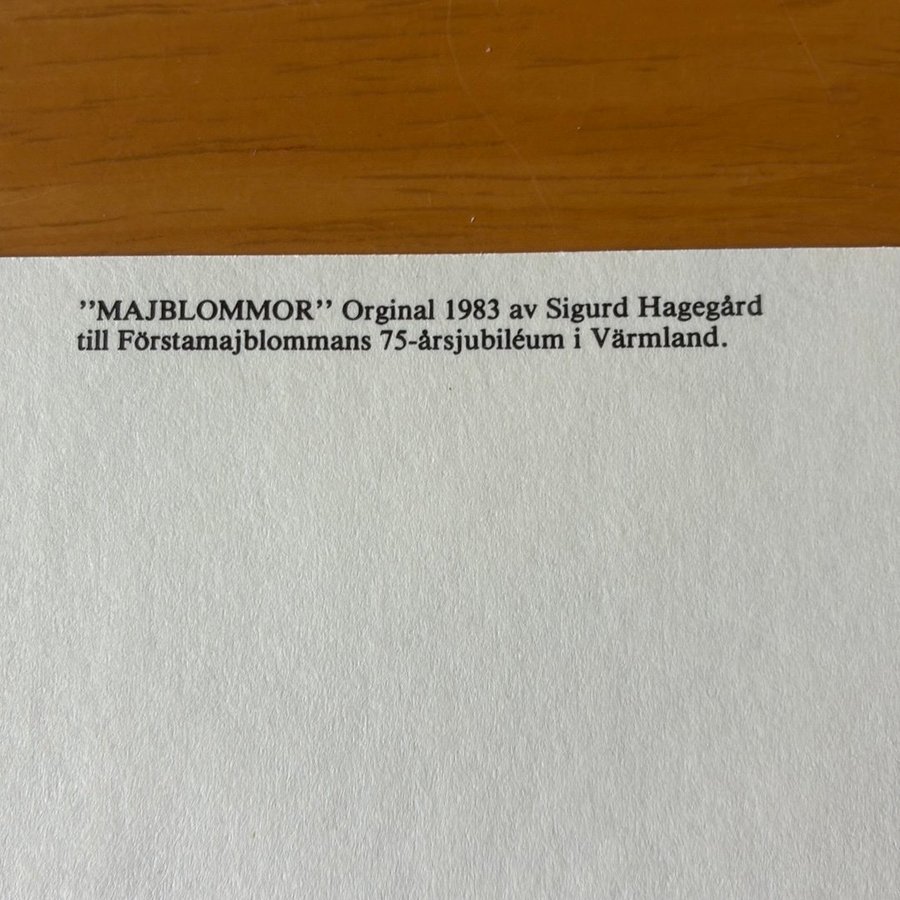 ”MAJBLOMMOR” Orginal 1983 av Sigurd Hagegård
till Förstamajblommans 75-årsjubiléum i Värmland.